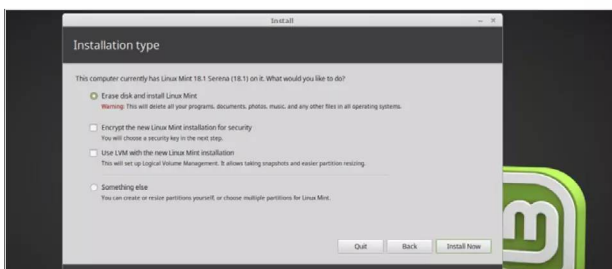 Install
Installation type
This computer currently has Linux Mint 18.1 Serena (18.1) on it. What would you like to do?
Erase disk and install Linux Mint
Warning: This will delete all your programs, documents, photos, music, and any other files in all operating systems.
Encrypt the new Linux Mint installation for security
You will choose a security key in the next step.
Use LVM with the new Linux Mint installation
This will set up Logical Volume Management. It allows taking snapshots and easier partition resizing.
Something else
You can create or resize partitions yourself, or choose multiple partitions for Linux Mint.
Quit Back Install Now